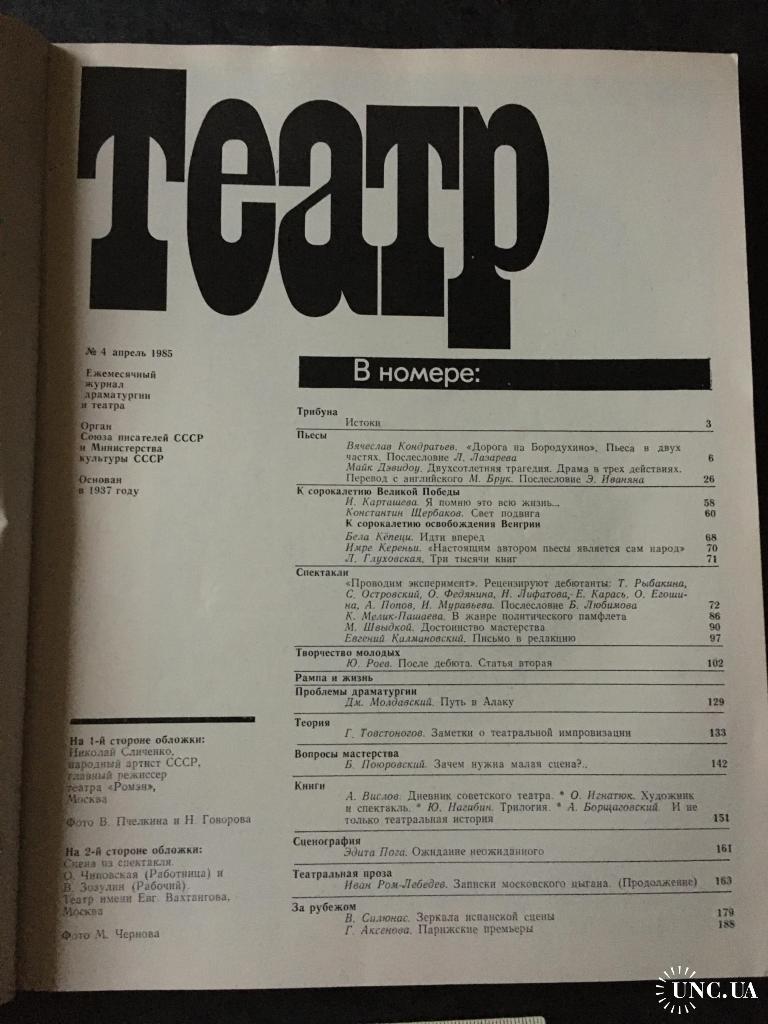 театр
№ 4 апрель 1985
Ежемесячный
журнал
драматургии
и театра
Орган
Союза писателей СССР
и Министерства
культуры СССР
Основан
в 1937 году
На 1-й стороне обложки:
Николай Сличенко,
народный артист СССР,
главный режиссер
театра «Ромэн»,
Москва
Фото В. Пчелкина и Н. Говорова
На 2-й стороне обложки:
Сцена из спектакля.
О. Чиповская (Работница) и
В. Зозулин (Рабочий).
Театр имени Евг. Вахтангова,
Москва
Фото М. Чернова
В номере:
Трибуна
Истоки 3
Пьесы
Вячеслав Кондратьев. «Дорога на Бородухино», Пьеса в двух
частях. Послесловие Л. Лазарева 6
Майк Дэвидоу. Двухсотлетняя трагедия. Драма в трех действиях.
Перевод с английского М. Брук. Послесловие Э. Иваняна 26
К сорокалетию Великой Победы
И. Карташева. Я помню это всю жизнь... 58
Константин Щербаков. Свет подвига 60
К сорокалетию освобождения Венгрии
Бела Кёпеци. Идти вперед 68
Имре Кереньи. «Настоящим автором пьесы является сам народ» 70
Л. Глуховская, Три тысячи книг 71
Спектакли
«Проводим эксперимент». Рецензируют дебютанты: Т. Рыбакина,
С. Островский, О. Федянина, Н. Лифатова, Е. Карась. О. Егоши-
на, А. Попов, И. Муравьева. Послесловие Б. Любимова 72
К. Мелик-Пашаева. В жанре политического памфлета 86
М. Швыдкой. Достоинство мастерства 90
Евгений Калмановский. Письмо в редакцию 97
Творчество молодых
Ю. Роев. После дебюта. Статья вторая 102
Рампа и жизнь
Проблемы драматургии
Дм. Молдавский. Путь в Алаку 129
Теория
Г. Товстоногов. Заметки о театральной импровизации 133
Вопросы мастерства
Б. Поюровский. Зачем нужна малая сцена?.. 142
Книги
А. Вислов. Дневник советского театра. * О. Игнатюк. Художник
и спектакль. * Ю. Нагибин. Трилогия. * А. Борщаговский. И не
только театральная история 151
Сценография
Эдита Пога. Ожидание неожиданного 161
Театральная проза
Иван Ром-Лебедев. Записки московского цыгана. (Продолжение) 163
За рубежом
В. Силюнас. Зеркала испанской сцены 179
Г. Аксенова. Парижские премьеры 188
UNC.UA